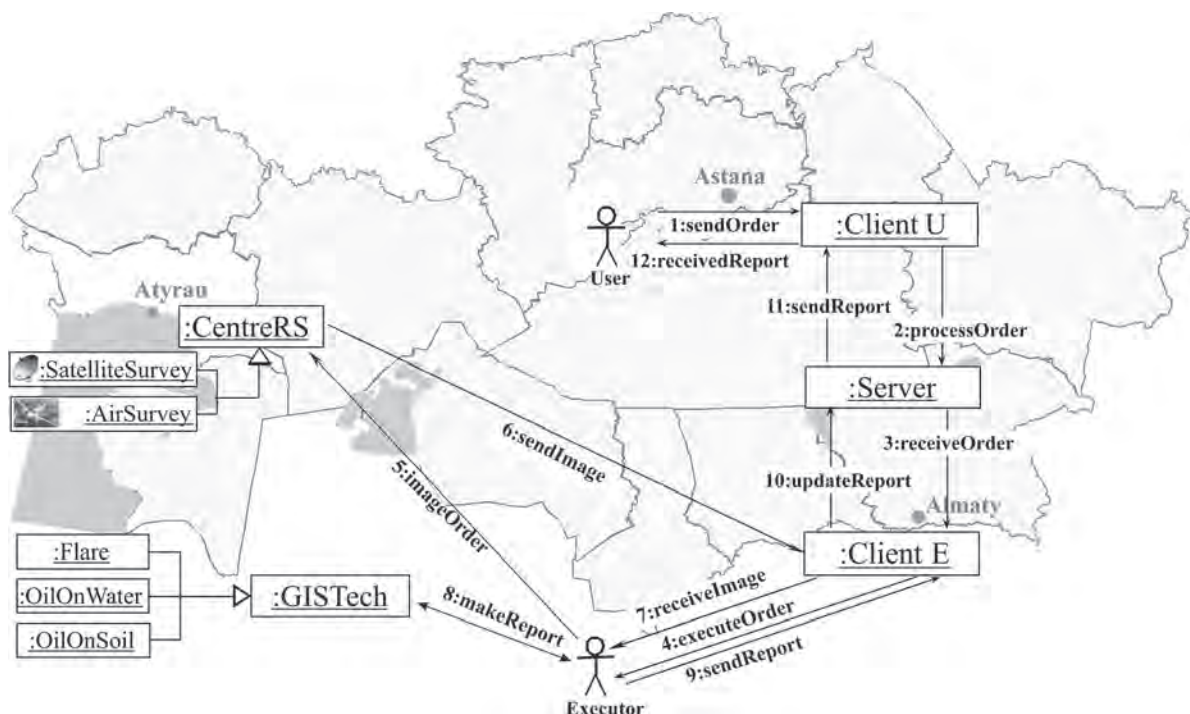 Astana
:Client U
1:sendOrder
12:receivedReport
User
11:sendReport
2:processOrder
Atyrau
:CentreRS
:SatelliteSurvey
:AirSurvey
:Server
3:receiveOrder
6:sendImage
5:imageOrder
10:updateReport
Almaty
:Client E
:Flare
:OilOnWater
:OilOnSoil
:GISTech
8:makeReport
7:receiveImage
4:executeOrder
9:sendReport
Executor